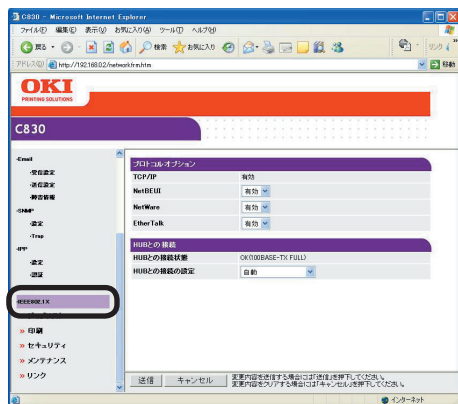 C830 - Microsoft Internet Explorer
ファイル(F) 編集(E) 表示(V) お気に入り(A) ツール(T) ヘルプ(H)
戻る 検索 お気に入り
アドレス(D) http://192.168.0.2/network/frm.htm 移動
OKI
PRINTING SOLUTIONS
C830
-Email
-受信設定
-送信設定
-障害情報
-SNMP
-設定
-Trap
-IPP
-設定
-認証
-IEEE802.1X
» 印刷
» セキュリティ
» メンテナンス
» リンク
プロトコルオプション
TCP/IP 有効
NetBEUI 有効
NetWare 有効
EtherTalk 有効
HUBとの接続
HUBとの接続状態 OK(100BASE-TX FULL)
HUBとの接続の設定 自動
送信 キャンセル
変更内容を送信する場合には「送信」を押下してください。
変更内容をクリアする場合には「キャンセル」を押下してください。
インターネット